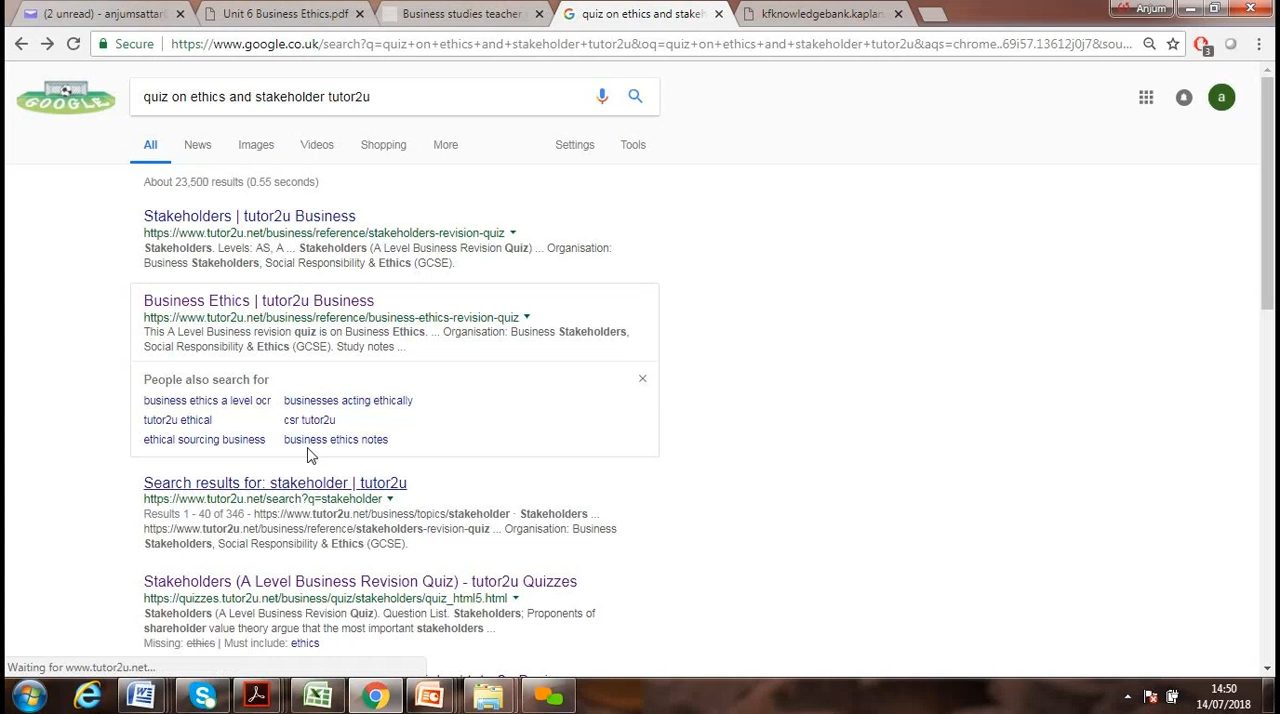 (2 unread) - anjumsattar
Unit 6 Business Ethics.pdf
Business studies teacher
quiz on ethics and stakeh
kfknowledgebank.kaplan.
Anjum
Secure
https://www.google.co.uk/search?q=quiz+on+ethics+and+stakeholder+tutor2u&oq=quiz+on+ethics+and+stakeholder+tutor2u&aqs=chrome..69i57.13612j0j7&sou...
3
GOOGLE
quiz on ethics and stakeholder tutor2u
a
All News Images Videos Shopping More Settings Tools
About 23,500 results (0.55 seconds)
Stakeholders | tutor2u Business
https://www.tutor2u.net/business/reference/stakeholders-revision-quiz
Stakeholders. Levels: AS, A ... Stakeholders (A Level Business Revision Quiz) ... Organisation:
Business Stakeholders, Social Responsibility & Ethics (GCSE).
Business Ethics | tutor2u Business
https://www.tutor2u.net/business/reference/business-ethics-revision-quiz
This A Level Business revision quiz is on Business Ethics. ... Organisation: Business Stakeholders,
Social Responsibility & Ethics (GCSE). Study notes ...
People also search for
business ethics a level ocr businesses acting ethically
tutor2u ethical csr tutor2u
ethical sourcing business business ethics notes
Search results for: stakeholder | tutor2u
https://www.tutor2u.net/search?q=stakeholder
Results 1 - 40 of 346 - https://www.tutor2u.net/business/topics/stakeholder · Stakeholders ...
https://www.tutor2u.net/business/reference/stakeholders-revision-quiz ... Organisation: Business
Stakeholders, Social Responsibility & Ethics (GCSE).
Stakeholders (A Level Business Revision Quiz) - tutor2u Quizzes
https://quizzes.tutor2u.net/business/quiz/stakeholders/quiz_html5.html
Stakeholders (A Level Business Revision Quiz). Question List. Stakeholders; Proponents of
shareholder value theory argue that the most important stakeholders ...
Missing: ethics | Must include: ethics
Waiting for www.tutor2u.net...
14:50
14/07/2018